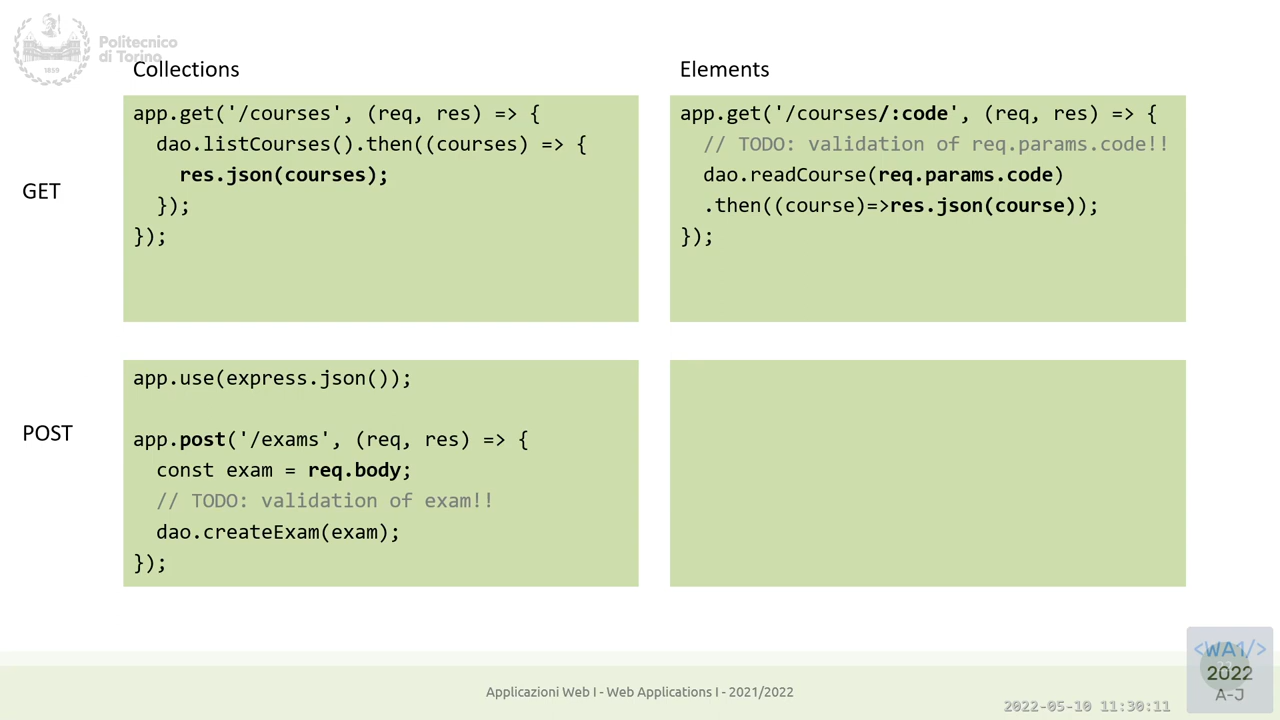 Politecnico
di Torino
1859
Collections
Elements
GET
app.get('/courses', (req, res) => {
dao.listCourses().then((courses) => {
res.json(courses);
});
});
app.get('/courses/:code', (req, res) => {
// TODO: validation of req.params.code!!
dao.readCourse(req.params.code)
.then((course)=>res.json(course));
});
POST
app.use(express.json());
app.post('/exams', (req, res) => {
const exam = req.body;
// TODO: validation of exam!!
dao.createExam(exam);
});
Applicazioni Web I - Web Applications I - 2021/2022
2022-05-10 11:30:11
<WA1/>
2022
A-J